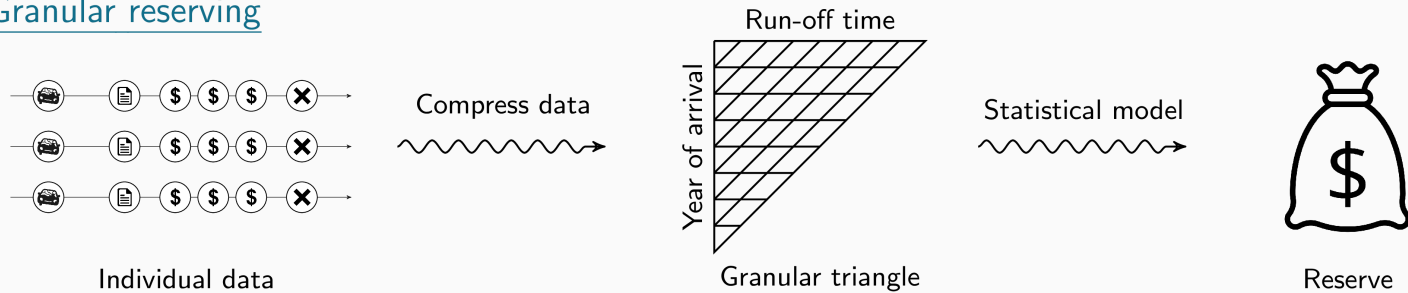 Granular reserving
Run-off time
Compress data
Year of arrival
Statistical model
$ $ $
$ $ $
$ $ $
$
Individual data
Granular triangle
Reserve